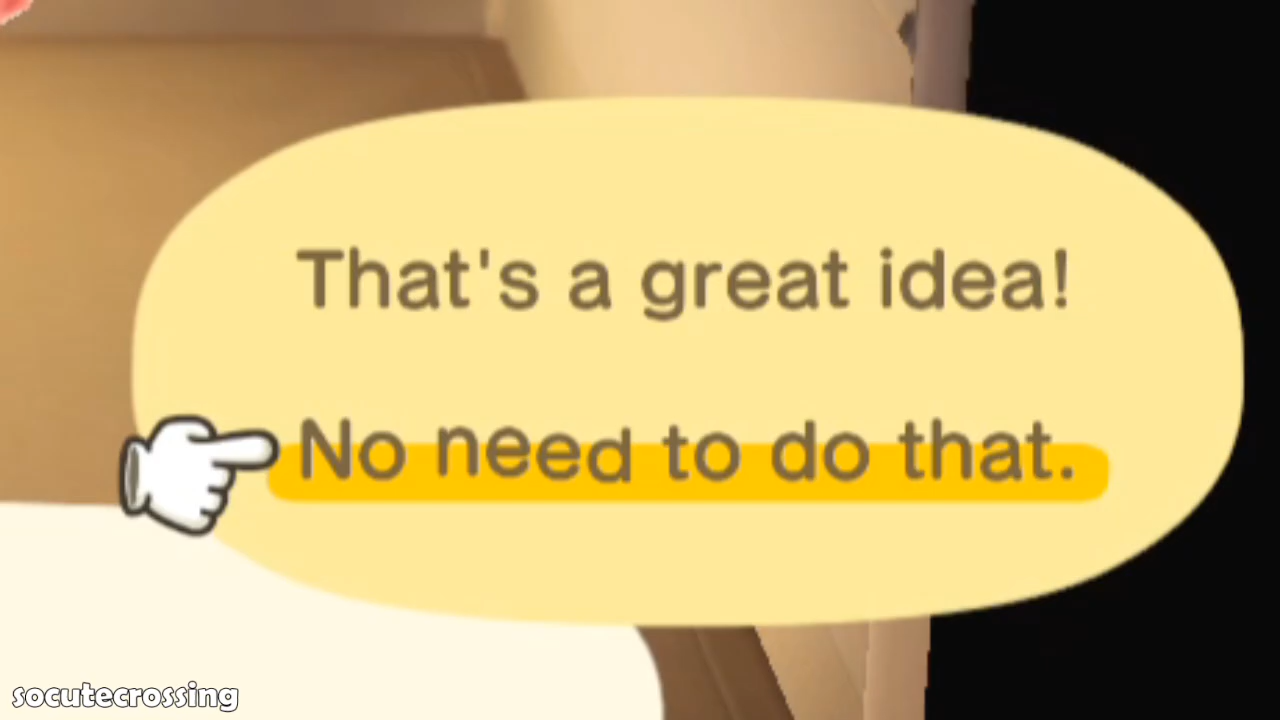 That's a great idea!
No need to do that.
socutecrossing